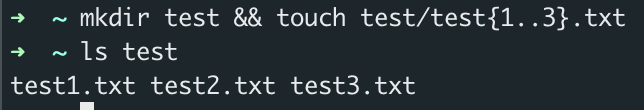 ➜ ~ mkdir test && touch test/test{1..3}.txt
➜ ~ ls test
test1.txt test2.txt test3.txt